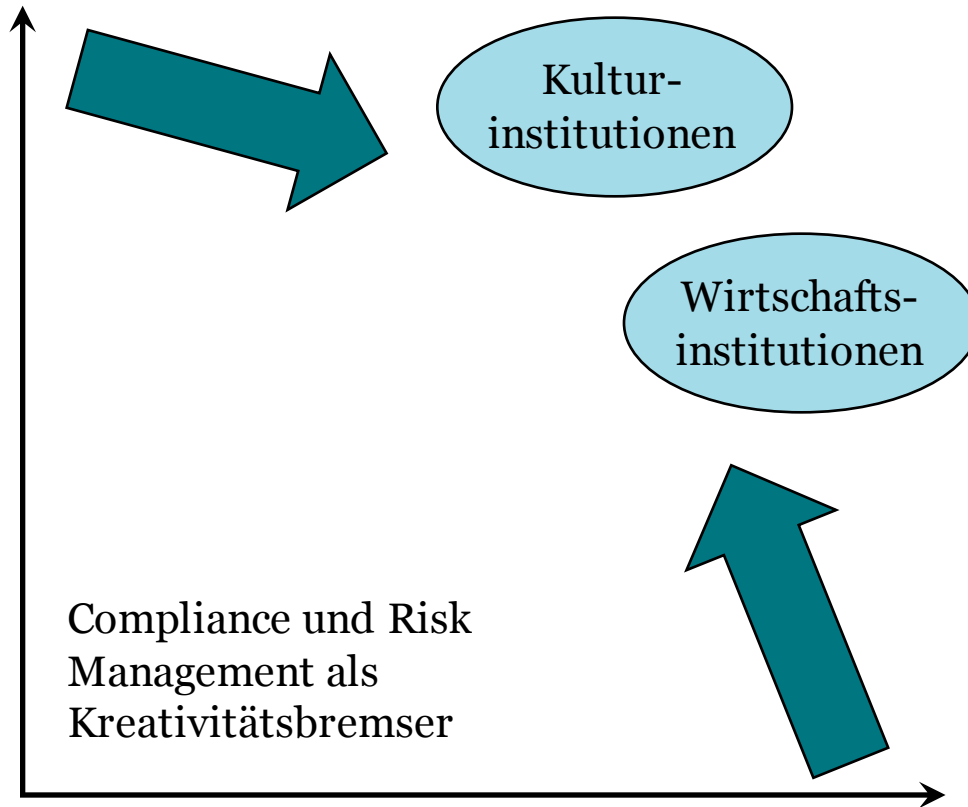 Kultur-
institutionen
Wirtschafts-
institutionen
Compliance und Risk
Management als
Kreativitätsbremser